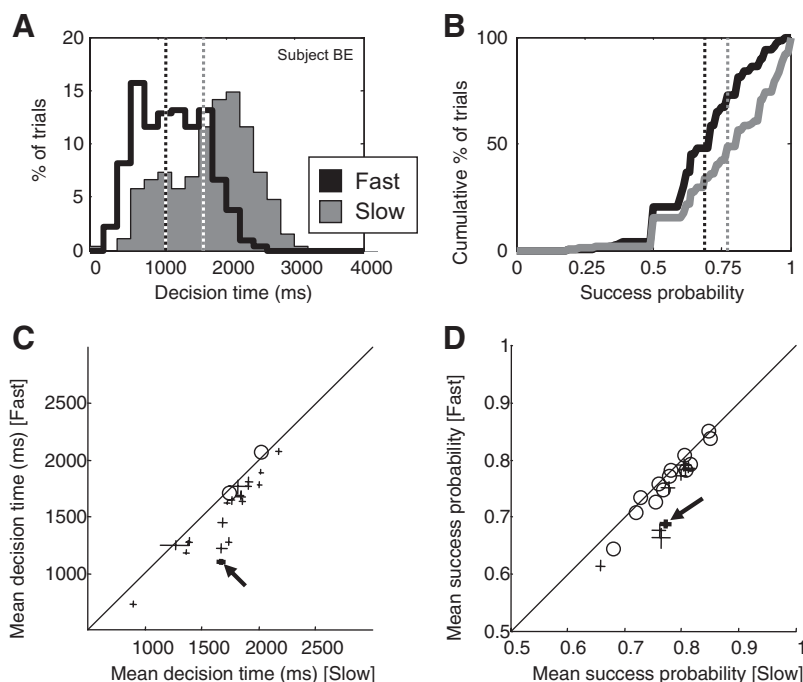 A
Subject BE
% of trials
20
15
10
5
0
0
1000
2000
3000
4000
Decision time (ms)
Fast
Slow
B
Cumulative % of trials
100
50
0
0
0.25
0.5
0.75
1
Success probability
C
Mean decision time (ms) [Fast]
2500
2000
1500
1000
1000
1500
2000
2500
Mean decision time (ms) [Slow]
D
Mean success probability [Fast]
1
0.9
0.8
0.7
0.6
0.5
0.5
0.6
0.7
0.8
0.9
1
Mean success probability [Slow]